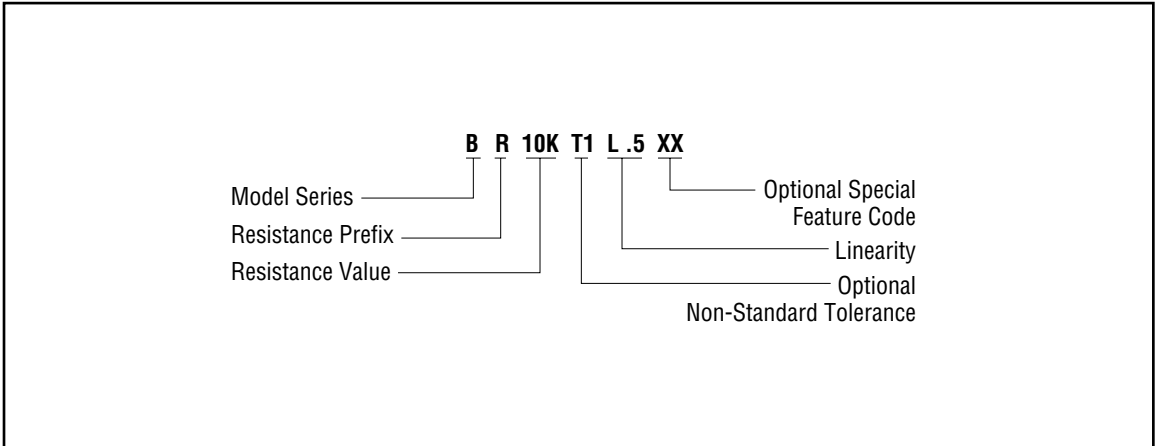 B R 10K T1 L .5 XX
Model Series
Resistance Prefix
Resistance Value
Optional Special
Feature Code
Linearity
Optional
Non-Standard Tolerance